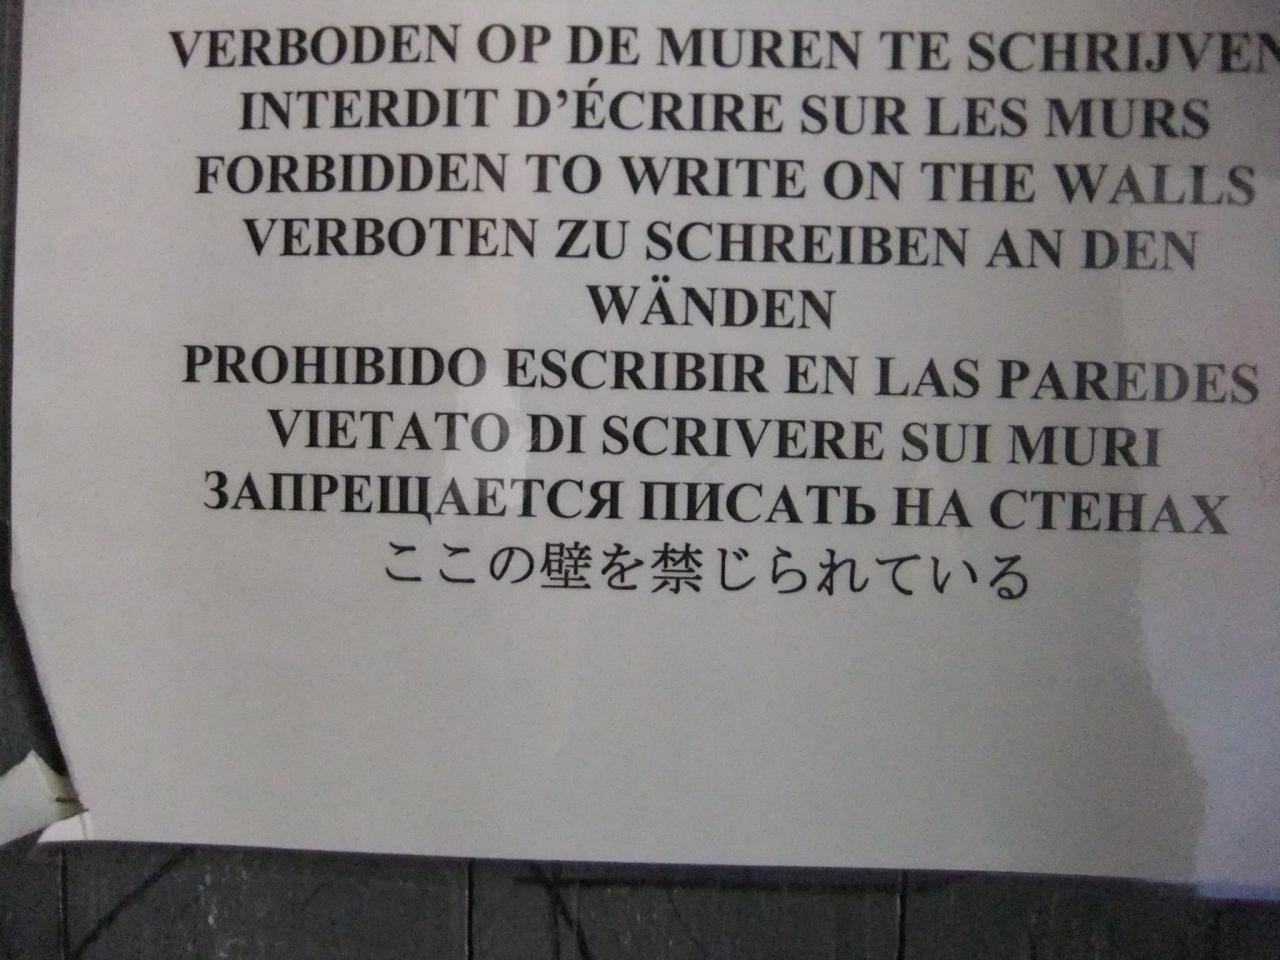 VERBODEN OP DE MUREN TE SCHRIJVEN
INTERDIT D'ÉCRIRE SUR LES MURS
FORBIDDEN TO WRITE ON THE WALLS
VERBOTEN ZU SCHREIBEN AN DEN
WÄNDEN
PROHIBIDO ESCRIBIR EN LAS PAREDES
VIETATO DI SCRIVERE SUI MURI
ЗАПРЕЩАЕТСЯ ПИСАТЬ НА СТЕНАХ
ここの壁を禁じられている